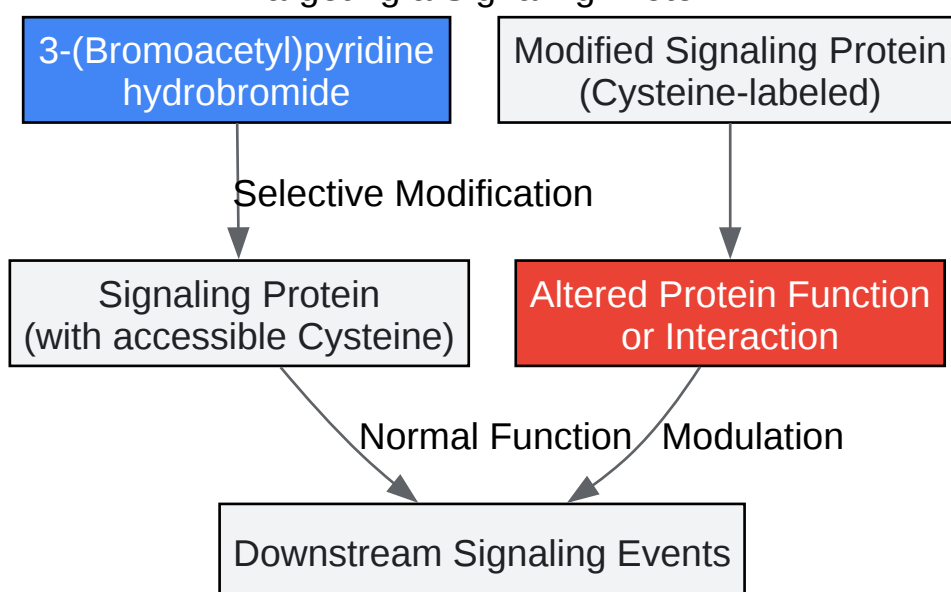 a Signaling
3-(Bromoacetyl)pyridine
hydrobromide
Modified Signaling Protein
(Cysteine-labeled)
Selective Modification
Signaling Protein
(with accessible Cysteine)
Altered Protein Function
or Interaction
Normal Function
Modulation
Downstream Signaling Events